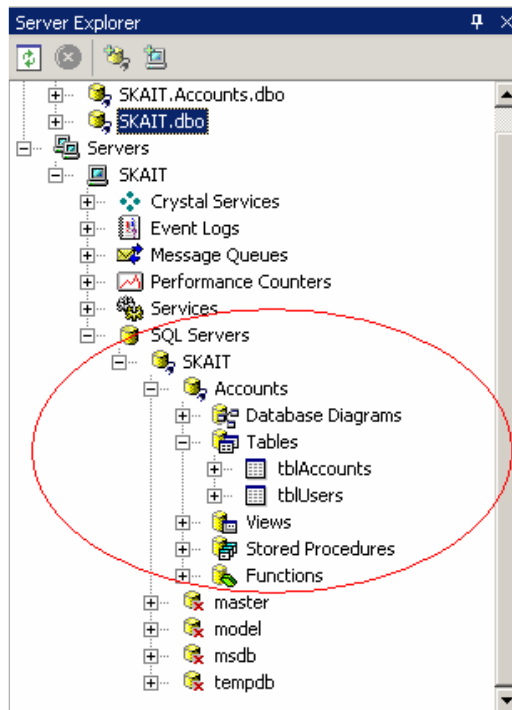 Server Explorer
SKAIT.Accounts.dbo
SKAIT.dbo
Servers
SKAIT
Crystal Services
Event Logs
Message Queues
Performance Counters
Services
SQL Servers
SKAIT
Accounts
Database Diagrams
Tables
tblAccounts
tblUsers
Views
Stored Procedures
Functions
master
model
msdb
tempdb